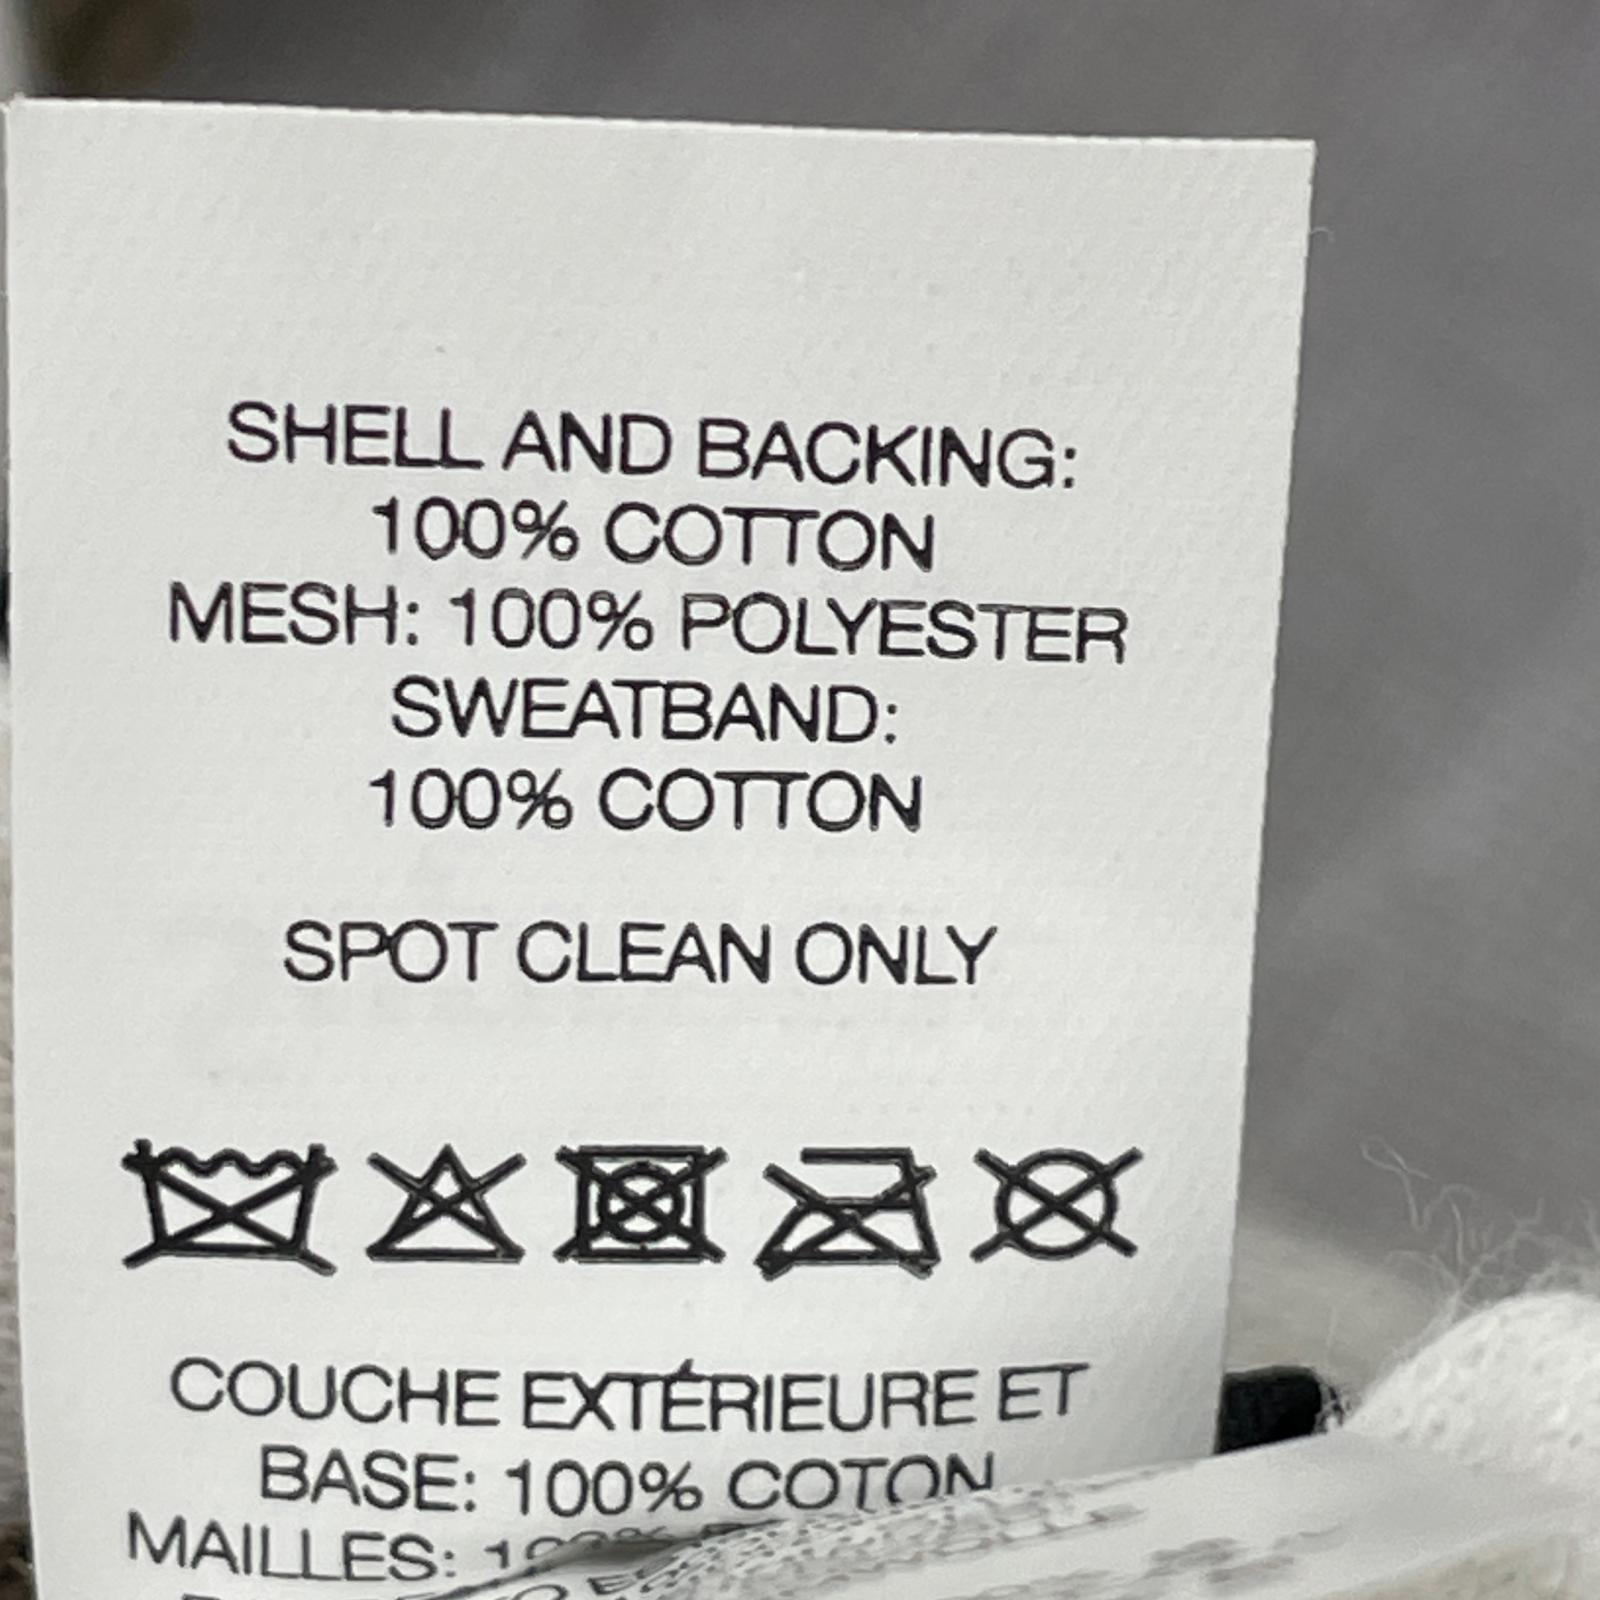 SHELL AND BACKING:
100% COTTON
MESH: 100% POLYESTER
SWEATBAND:
100% COTTON
SPOT CLEAN ONLY
COUCHE EXTÉRIEURE ET
BASE: 100% COTON
MAILLES: